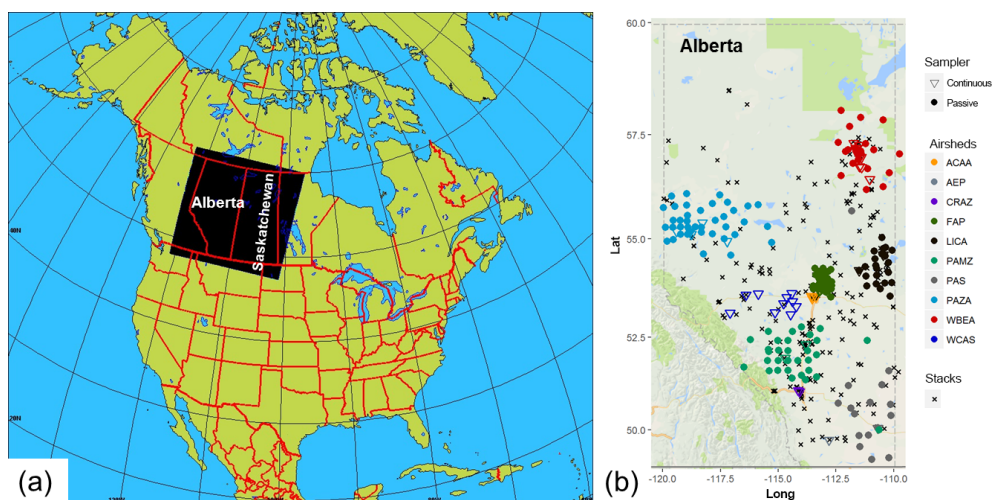 Alberta
Saskatchewan
40N
20N
(a)
60.0
57.5
55.0
52.5
50.0
Lat
Alberta
-120.0
-117.5
-115.0
-112.5
-110.0
Long
(b)
Sampler
Continuous
Passive
Airsheds
ACAA
AEP
CRAZ
FAP
LICA
PAMZ
PAS
PAZA
WBEA
WCAS
Stacks